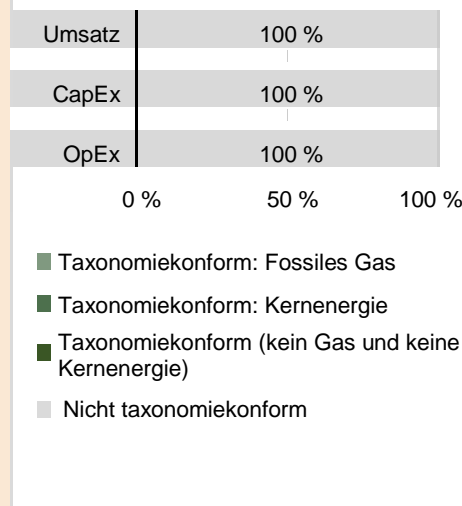 Umsatz 100 %
CapEx 100 %
OpEx 100 %
0 % 50 % 100 %
Taxonomiekonform: Fossiles Gas
Taxonomiekonform: Kernenergie
Taxonomiekonform (kein Gas und keine
Kernenergie)
Nicht taxonomiekonform